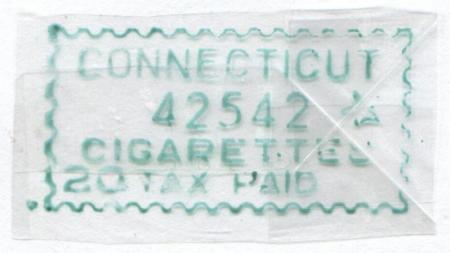 CONNECTICUT
42542
CIGARETTES
20 TAX PAID